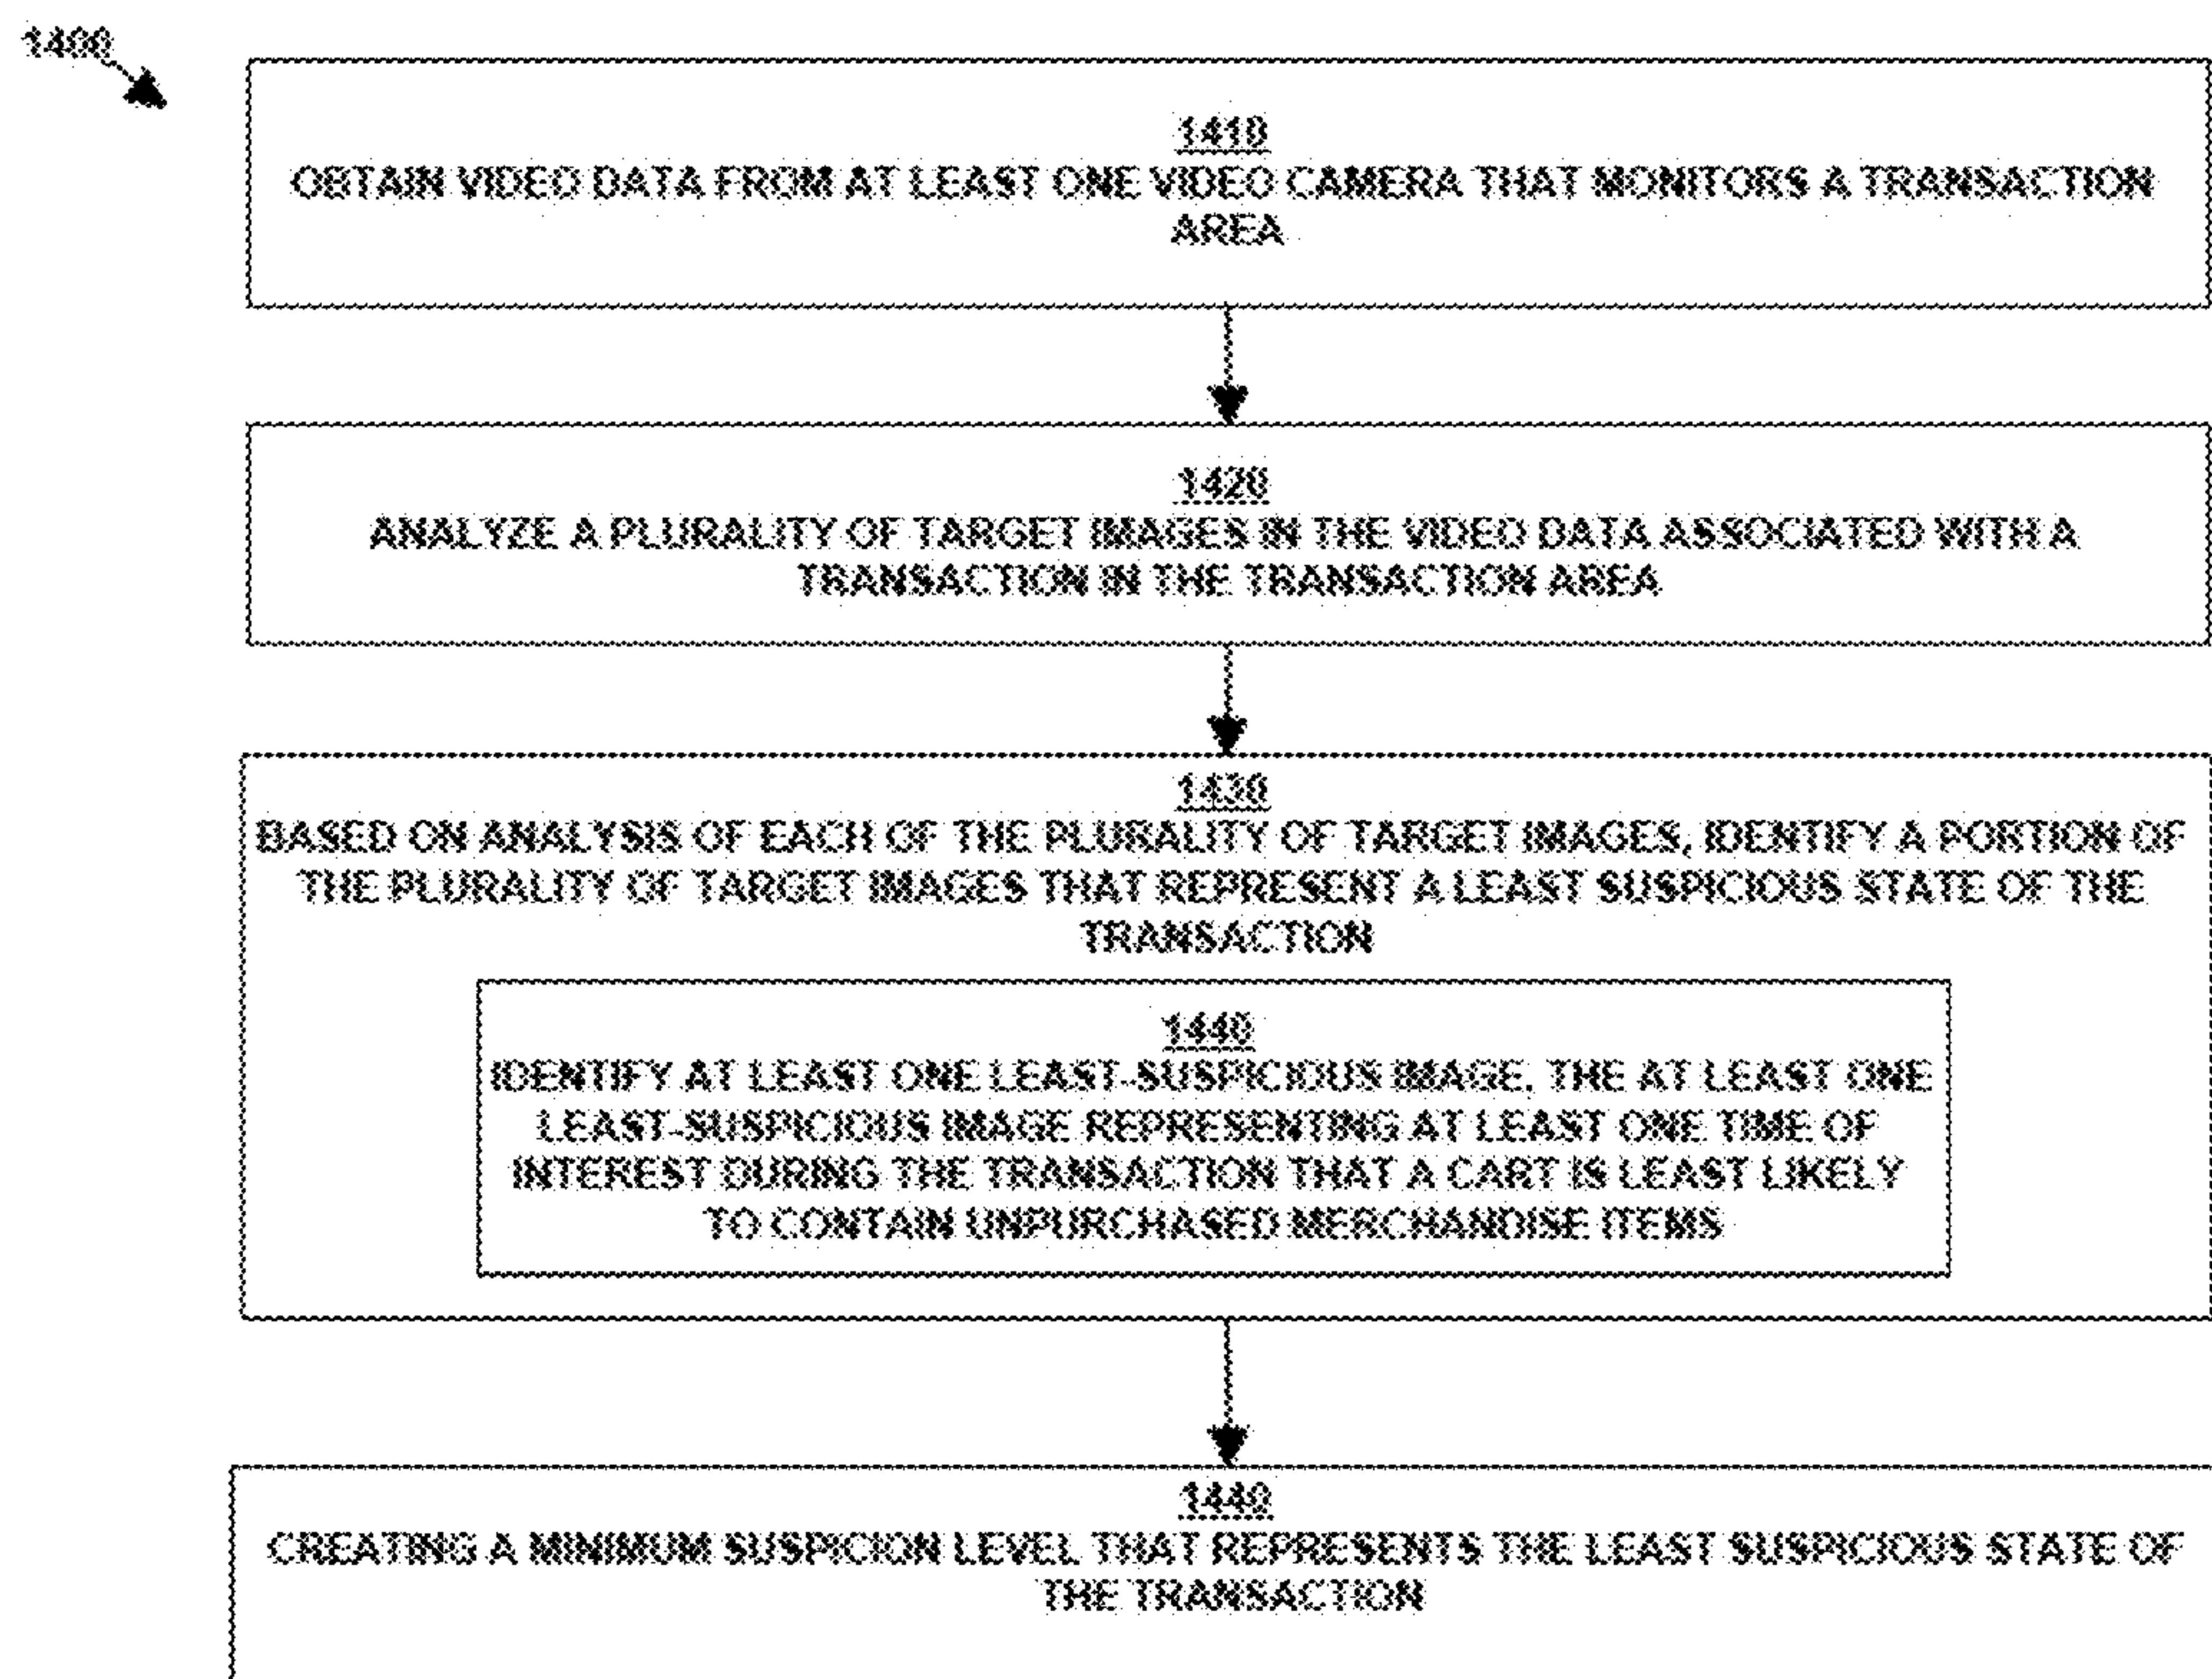 1400
1410
OBTAIN VIDEO DATA FROM AT LEAST ONE VIDEO CAMERA THAT MONITORS A TRANSACTION
AREA
1420
ANALYZE A PLURALITY OF TARGET IMAGES IN THE VIDEO DATA ASSOCIATED WITH A
TRANSACTION IN THE TRANSACTION AREA
1430
BASED ON ANALYSIS OF EACH OF THE PLURALITY OF TARGET IMAGES, IDENTIFY A PORTION OF
THE PLURALITY OF TARGET IMAGES THAT REPRESENT A LEAST SUSPICIOUS STATE OF THE
TRANSACTION
1440
IDENTIFY AT LEAST ONE LEAST-SUSPICIOUS IMAGE, THE AT LEAST ONE
LEAST-SUSPICIOUS IMAGE REPRESENTING AT LEAST ONE TIME OF
INTEREST DURING THE TRANSACTION THAT A CART IS LEAST LIKELY
TO CONTAIN UNPURCHASED MERCHANDISE ITEMS
1440
CREATING A MINIMUM SUSPICION LEVEL THAT REPRESENTS THE LEAST SUSPICIOUS STATE OF
THE TRANSACTION